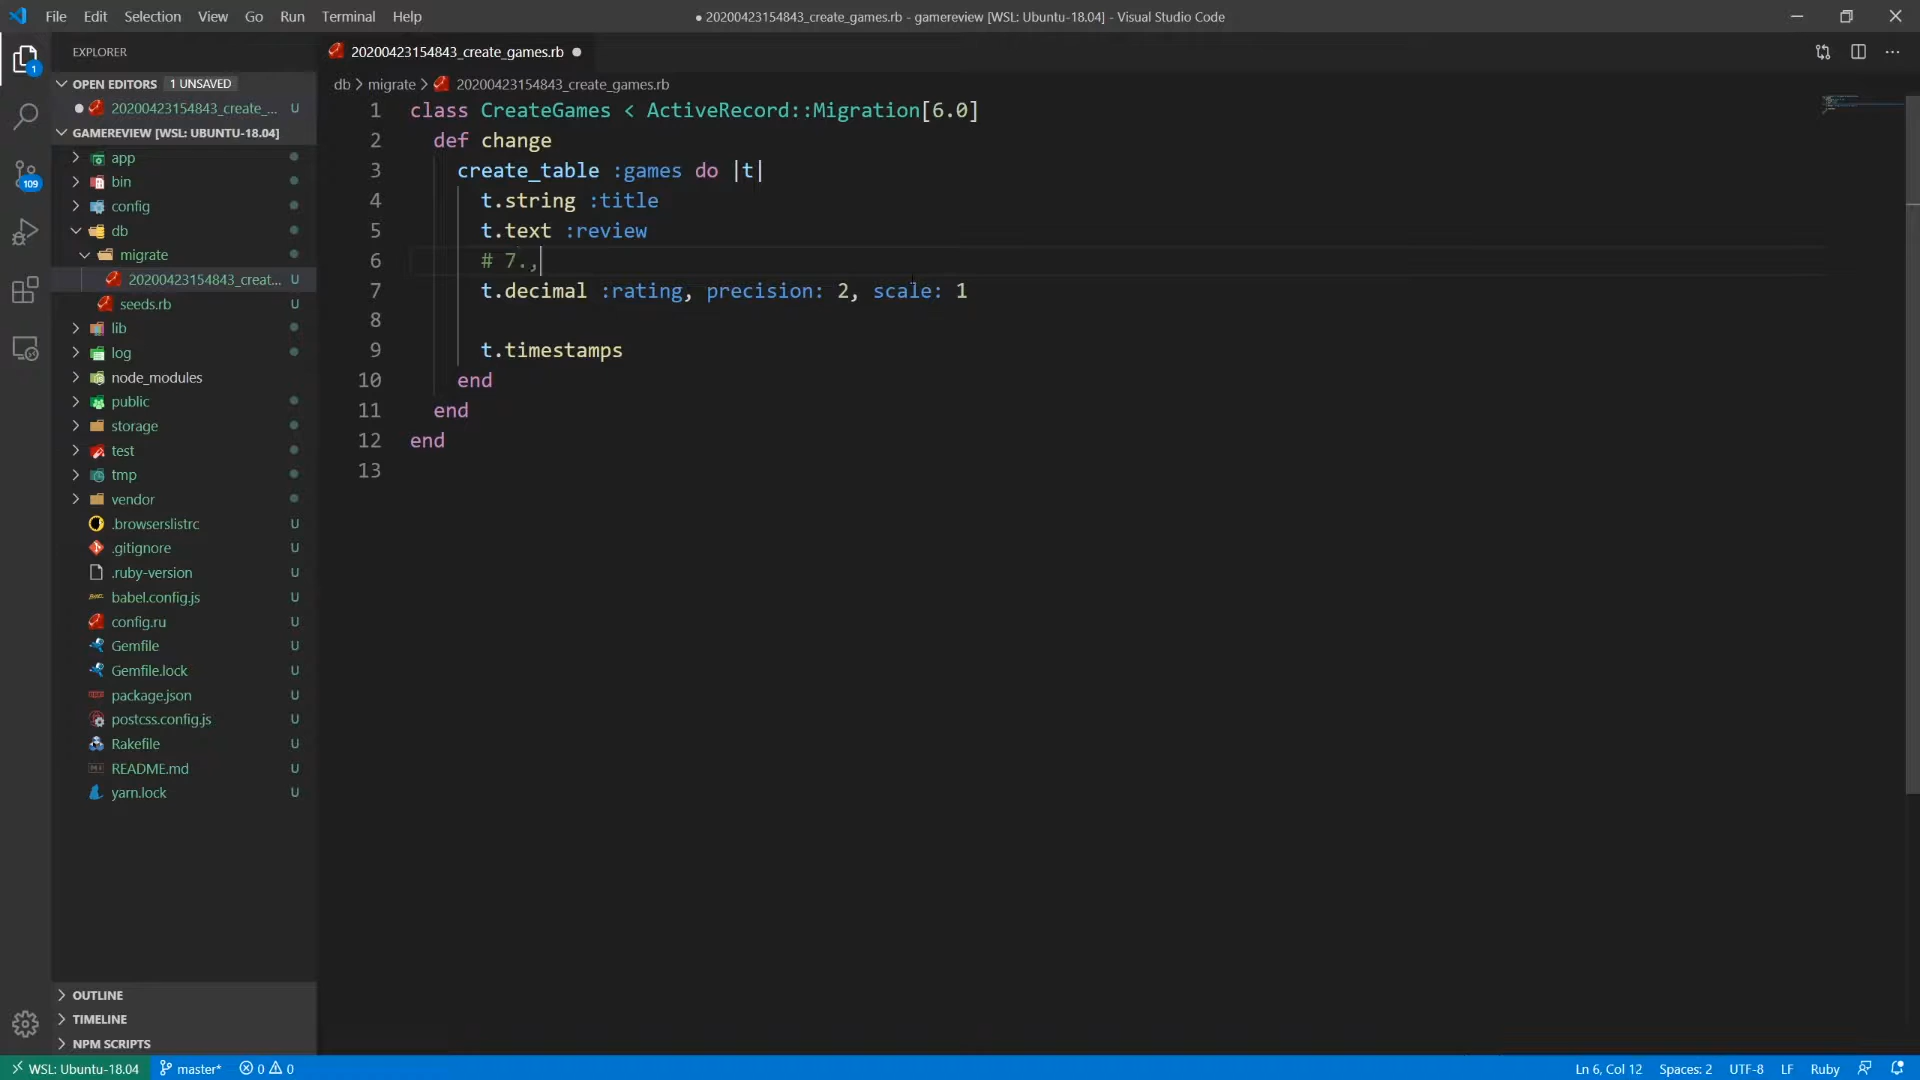 File Edit Selection View Go Run Terminal Help
● 20200423154843_create_games.rb - gamereview [WSL: Ubuntu-18.04] - Visual Studio Code
EXPLORER
OPEN EDITORS 1 UNSAVED
20200423154843_create_... U
GAMEREVIEW [WSL: UBUNTU-18.04]
app
bin
config
db
migrate
20200423154843_creat... U
seeds.rb U
lib
log
node_modules
public
storage
test
tmp
vendor
.browserslistrc U
.gitignore U
.ruby-version U
babel.config.js U
config.ru U
Gemfile U
Gemfile.lock U
package.json U
postcss.config.js U
Rakefile U
README.md U
yarn.lock U
OUTLINE
TIMELINE
NPM SCRIPTS
1
109
20200423154843_create_games.rb
db > migrate > 20200423154843_create_games.rb
1 class CreateGames < ActiveRecord::Migration[6.0]
2 def change
3 create_table :games do |t|
4 t.string :title
5 t.text :review
6 # 7.,
7 t.decimal :rating, precision: 2, scale: 1
8
9 t.timestamps
10 end
11 end
12 end
13
WSL: Ubuntu-18.04 master* 0 0 Ln 6, Col 12 Spaces: 2 UTF-8 LF Ruby